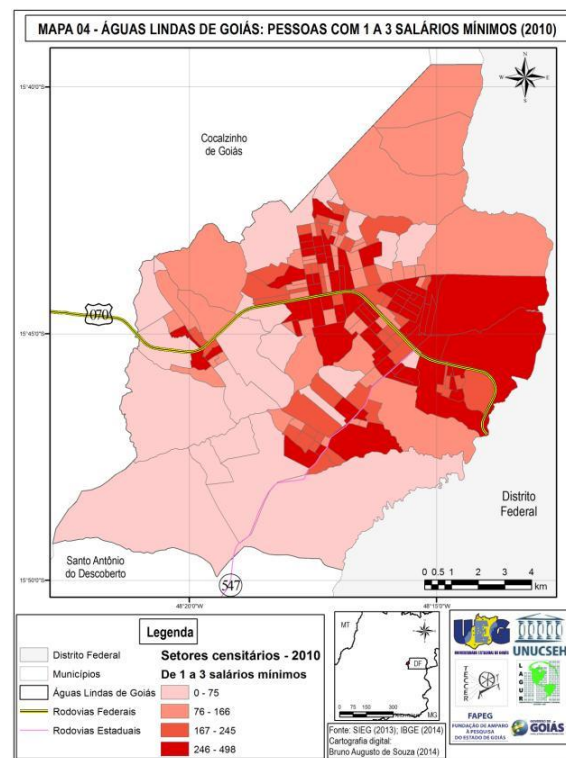 MAPA 04 - ÁGUAS LINDAS DE GOIÁS: PESSOAS COM 1 A 3 SALÁRIOS MÍNIMOS (2010)
15°40'0"S
Cocalzinho
de Goiás
N
W E
S
070
15°45'0"S
Distrito
Federal
Santo Antônio
do Descoberto
15°50'0"S
547
0 0.5 1 2 3 4
km
48°20'0"W
48°15'0"W
Legenda
Distrito Federal
Municípios
Águas Lindas de Goiás
Rodovias Federais
Rodovias Estaduais
Setores censitários - 2010
De 1 a 3 salários mínimos
0 - 75
76 - 166
167 - 245
246 - 498
MT
DF
MG
0 75 150 300
km
Fonte: SIEG (2013); IBGE (2014)
Cartografia digital:
Bruno Augusto de Souza (2014)
UEG
UNIVERSIDADE ESTADUAL DE GOIÁS
UNUCSEH
TECCER
LAGUR
FAPEG
FUNDAÇÃO DE AMPARO
À PESQUISA
DO ESTADO DE GOIÁS
GOIÁS